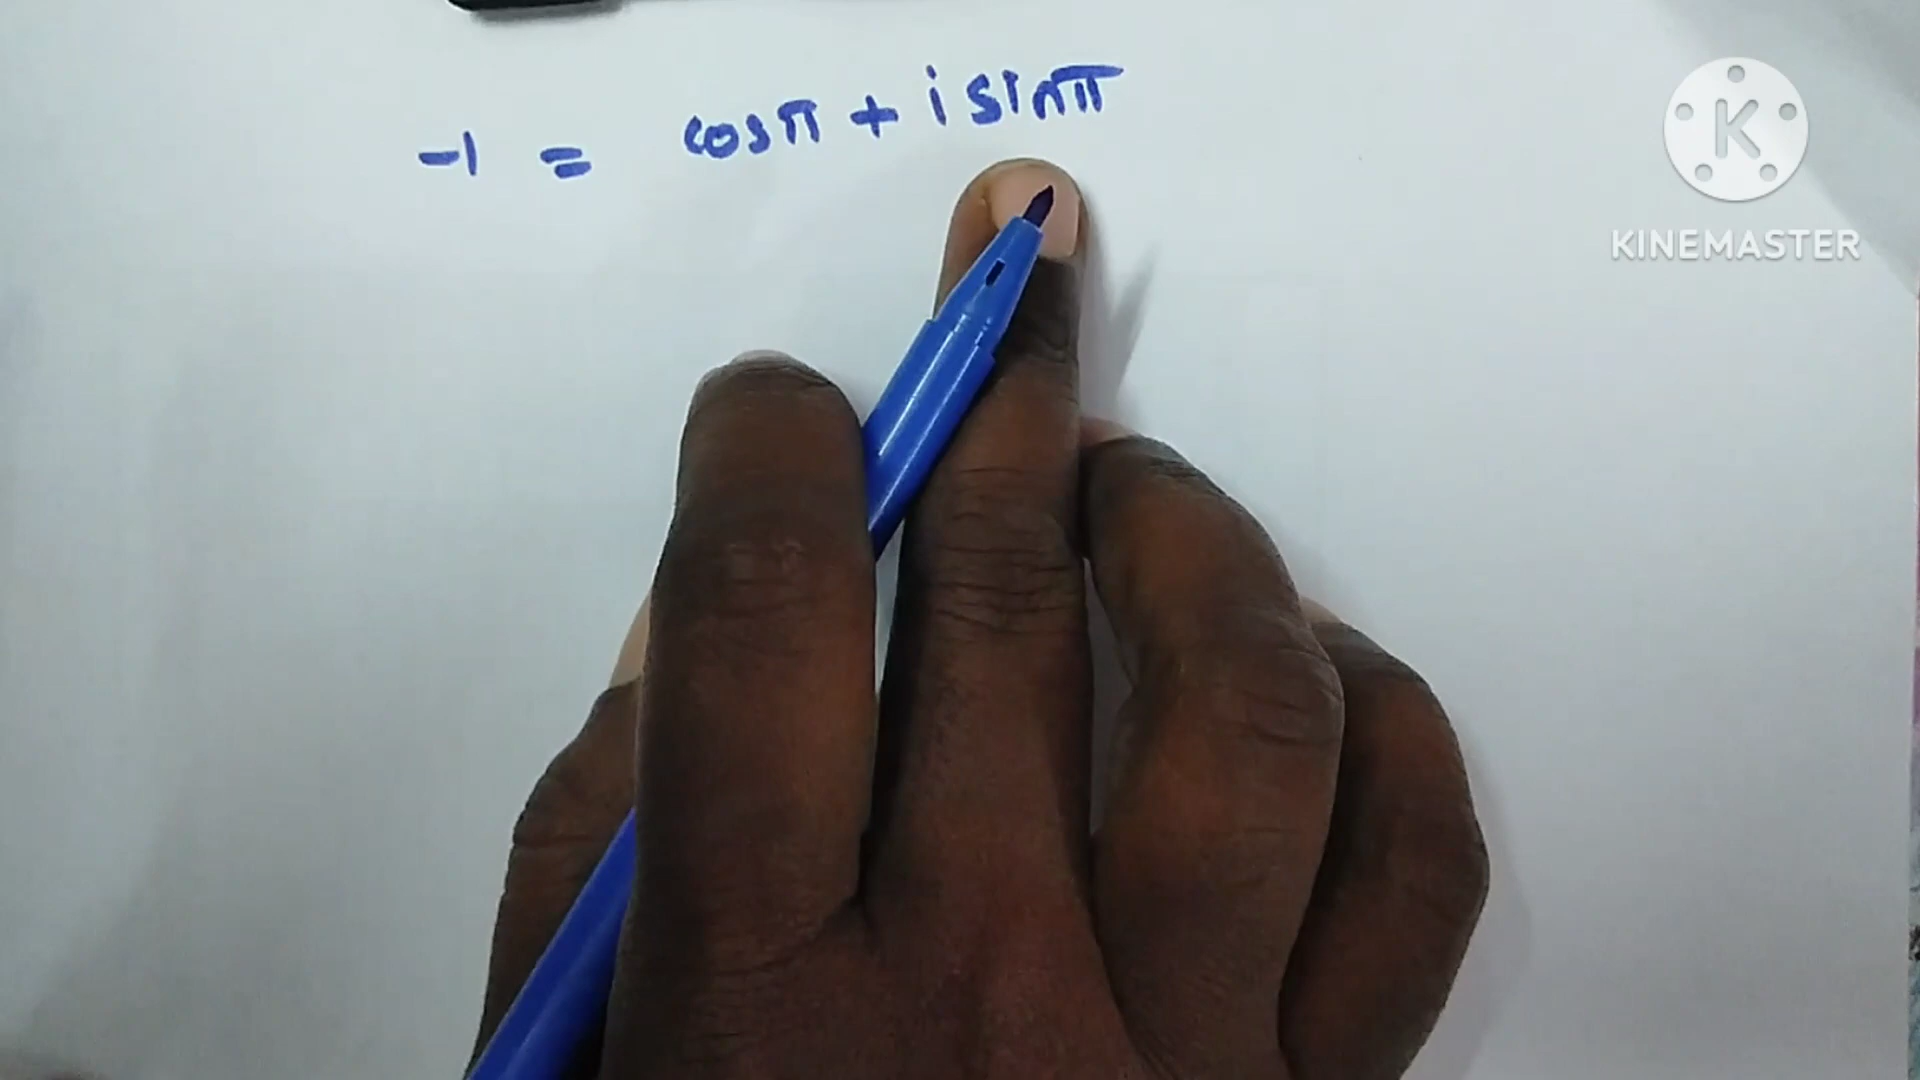 -1 = cosπ + i sinπ
K
KINEMASTER